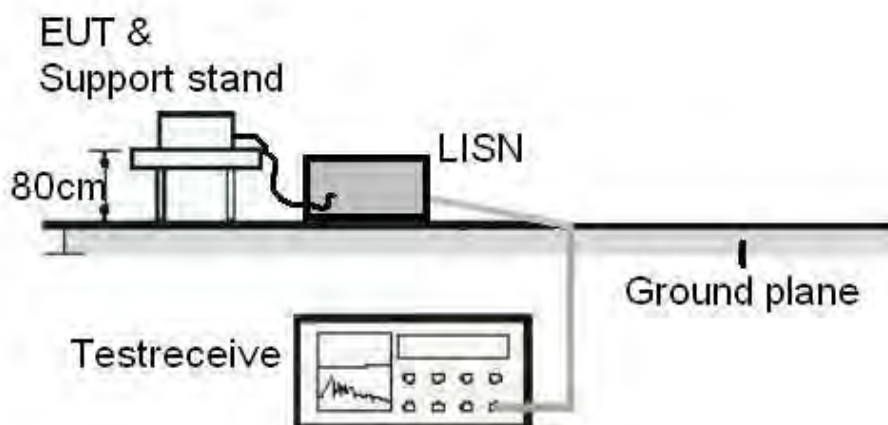 EUT &
Support stand
LISN
80cm
Ground plane
Testreceive